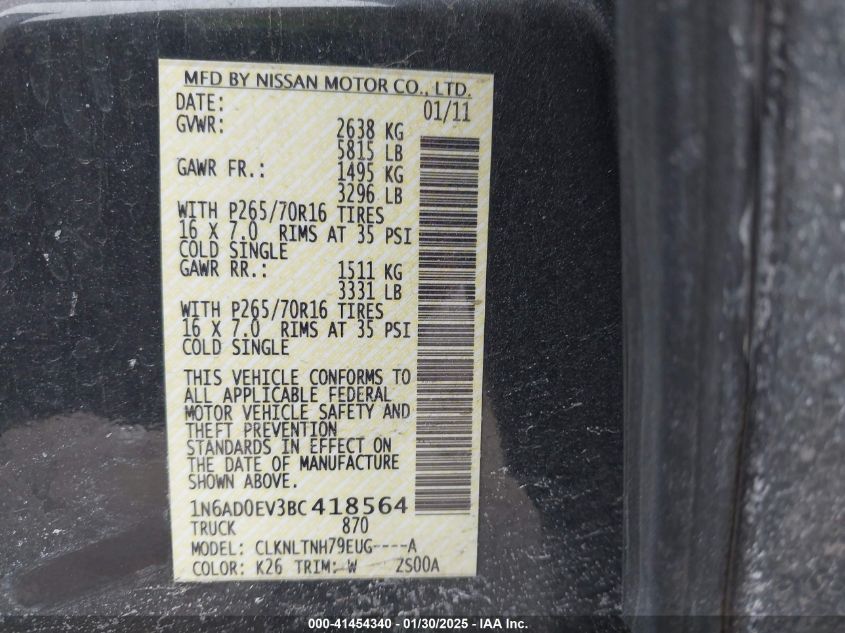 MFD BY NISSAN MOTOR CO., LTD.
DATE: 01/11
GVWR: 2638 KG
5815 LB
GAWR FR.: 1495 KG
3296 LB
WITH P265/70R16 TIRES
16 X 7.0 RIMS AT 35 PSI
COLD SINGLE
GAWR RR.: 1511 KG
3331 LB
WITH P265/70R16 TIRES
16 X 7.0 RIMS AT 35 PSI
COLD SINGLE
THIS VEHICLE CONFORMS TO
ALL APPLICABLE FEDERAL
MOTOR VEHICLE SAFETY AND
THEFT PREVENTION
STANDARDS IN EFFECT ON
THE DATE OF MANUFACTURE
SHOWN ABOVE.
1N6AD0EV3BC418564
TRUCK 870
MODEL: CLKNLTNH79EUG----A
COLOR: K26 TRIM: W ZS00A
000-41454340 - 01/30/2025 - IAA Inc.